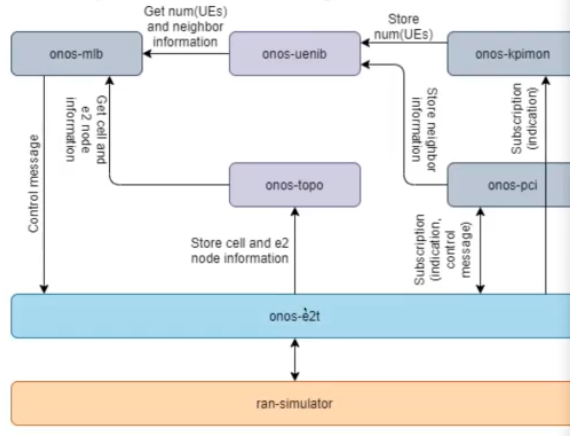 Get num(UEs)
and neighbor
information
Store
num(UEs)
onos-mlb
onos-uenib
onos-kpimon
Get cell and
e2 node
information
Store neighbor
information
Subscription
(indication)
Control message
onos-topo
onos-pci
Store cell and e2
node information
Subscription
(indication,
control
message)
onos-e2t
ran-simulator